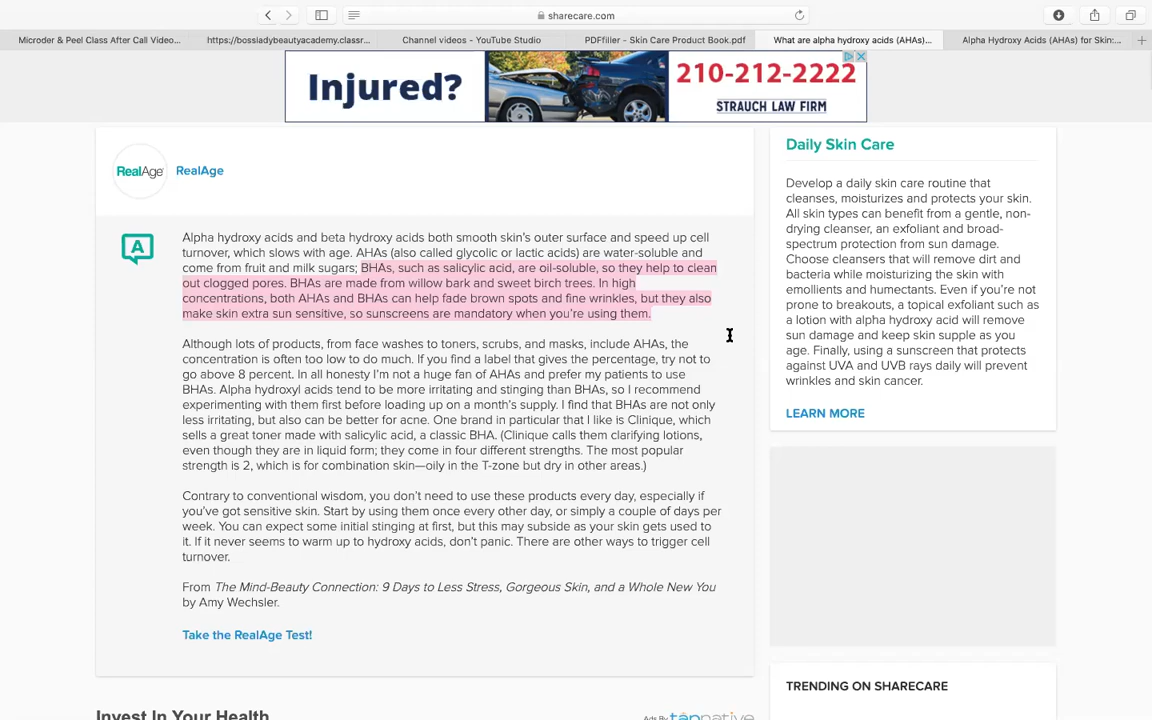 sharecare.com
Microder & Peel Class After Call Video...
https://bossladybeautyacademy.classr...
Channel videos - YouTube Studio
PDFfiller - Skin Care Product Book.pdf
What are alpha hydroxy acids (AHAs)...
Alpha Hydroxy Acids (AHAs) for Skin:...
Injured?
210-212-2222
STRAUCH LAW FIRM
RealAge
RealAge
A
Alpha hydroxy acids and beta hydroxy acids both smooth skin's outer surface and speed up cell
turnover, which slows with age. AHAs (also called glycolic or lactic acids) are water-soluble and
come from fruit and milk sugars; BHAs, such as salicylic acid, are oil-soluble, so they help to clean
out clogged pores. BHAs are made from willow bark and sweet birch trees. In high
concentrations, both AHAs and BHAs can help fade brown spots and fine wrinkles, but they also
make skin extra sun sensitive, so sunscreens are mandatory when you're using them.
Although lots of products, from face washes to toners, scrubs, and masks, include AHAs, the
concentration is often too low to do much. If you find a label that gives the percentage, try not to
go above 8 percent. In all honesty I'm not a huge fan of AHAs and prefer my patients to use
BHAs. Alpha hydroxyl acids tend to be more irritating and stinging than BHAs, so I recommend
experimenting with them first before loading up on a month's supply. I find that BHAs are not only
less irritating, but also can be better for acne. One brand in particular that I like is Clinique, which
sells a great toner made with salicylic acid, a classic BHA. (Clinique calls them clarifying lotions,
even though they are in liquid form; they come in four different strengths. The most popular
strength is 2, which is for combination skin—oily in the T-zone but dry in other areas.)
Contrary to conventional wisdom, you don't need to use these products every day, especially if
you've got sensitive skin. Start by using them once every other day, or simply a couple of days per
week. You can expect some initial stinging at first, but this may subside as your skin gets used to
it. If it never seems to warm up to hydroxy acids, don't panic. There are other ways to trigger cell
turnover.
From The Mind-Beauty Connection: 9 Days to Less Stress, Gorgeous Skin, and a Whole New You
by Amy Wechsler.
Take the RealAge Test!
Daily Skin Care
Develop a daily skin care routine that
cleanses, moisturizes and protects your skin.
All skin types can benefit from a gentle, non-
drying cleanser, an exfoliant and broad-
spectrum protection from sun damage.
Choose cleansers that will remove dirt and
bacteria while moisturizing the skin with
emollients and humectants. Even if you're not
prone to breakouts, a topical exfoliant such as
a lotion with alpha hydroxy acid will remove
sun damage and keep skin supple as you
age. Finally, using a sunscreen that protects
against UVA and UVB rays daily will prevent
wrinkles and skin cancer.
LEARN MORE
TRENDING ON SHARECARE
Invest In Your Health
Ads By tapnative